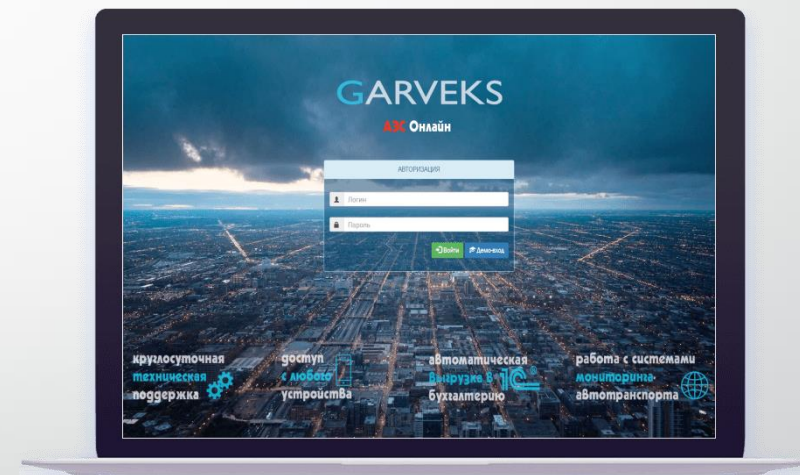 GARVEKS
АЗС Онлайн
АВТОРИЗАЦИЯ
Логин
Пароль
Войти Демо-вход
круглосуточная
техническая
поддержка
доступ
с любого
устройства
автоматическая
выгрузка в 1С®
бухгалтерию
работа с системами
мониторинга
автотранспорта